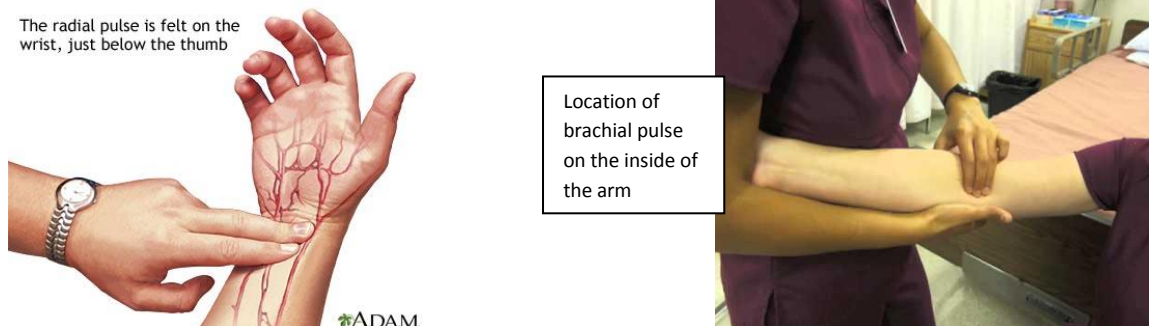 The radial pulse is felt on the
wrist, just below the thumb
ADAM
Location of
brachial pulse
on the inside of
the arm